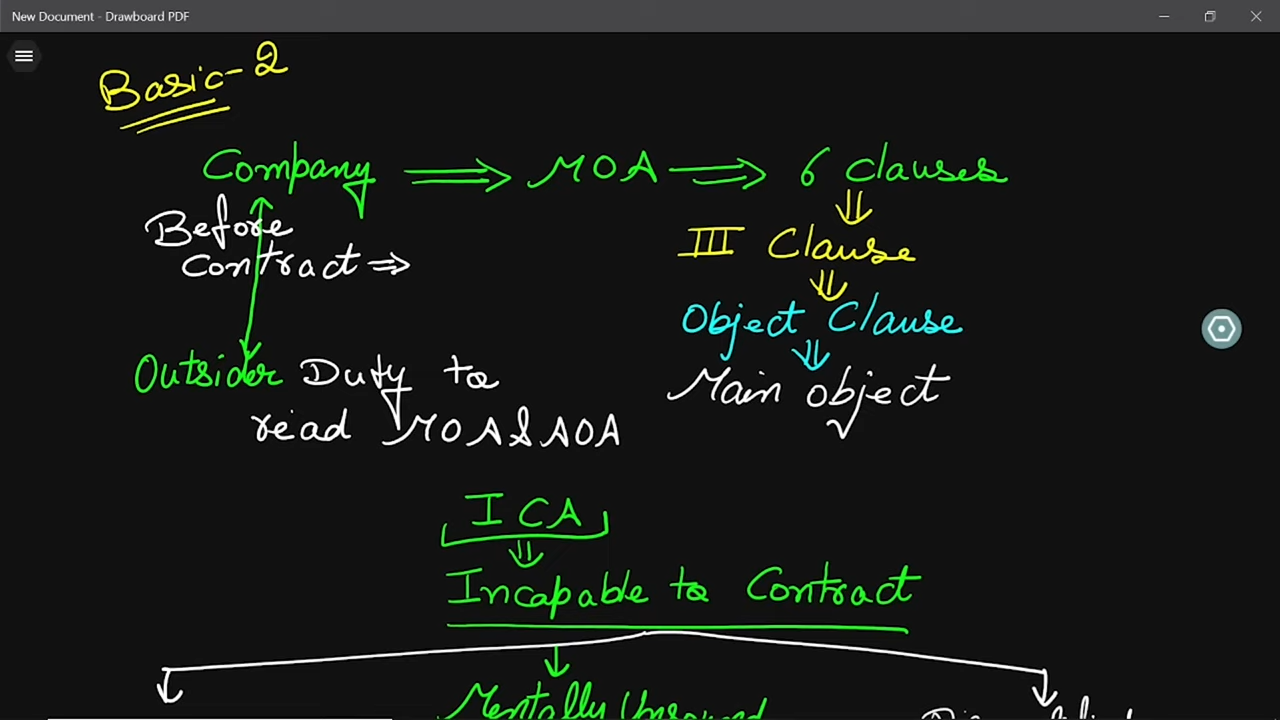 New Document - Drawboard PDF
Basic-2
Company ⇒ MOA ⇒ 6 Clauses
Before
Contract ⇒
III Clause
Object Clause
Outsider Duty to
read MOA & AOA
Main object
ICA
Incapable to Contract
Mentally Unsound